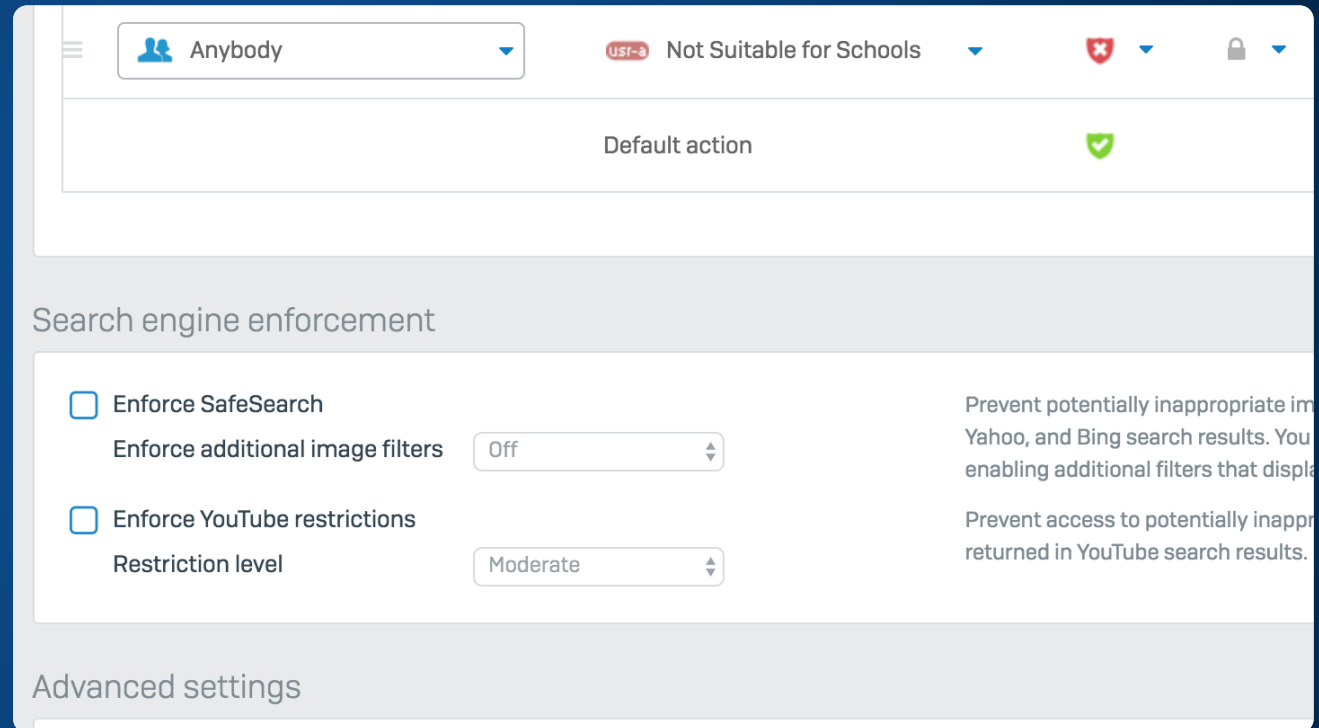 Anybody
usr-a Not Suitable for Schools
Default action
Search engine enforcement
Enforce SafeSearch
Enforce additional image filters Off
Prevent potentially inappropriate im
Yahoo, and Bing search results. You
enabling additional filters that displa
Enforce YouTube restrictions
Restriction level Moderate
Prevent access to potentially inappr
returned in YouTube search results.
Advanced settings